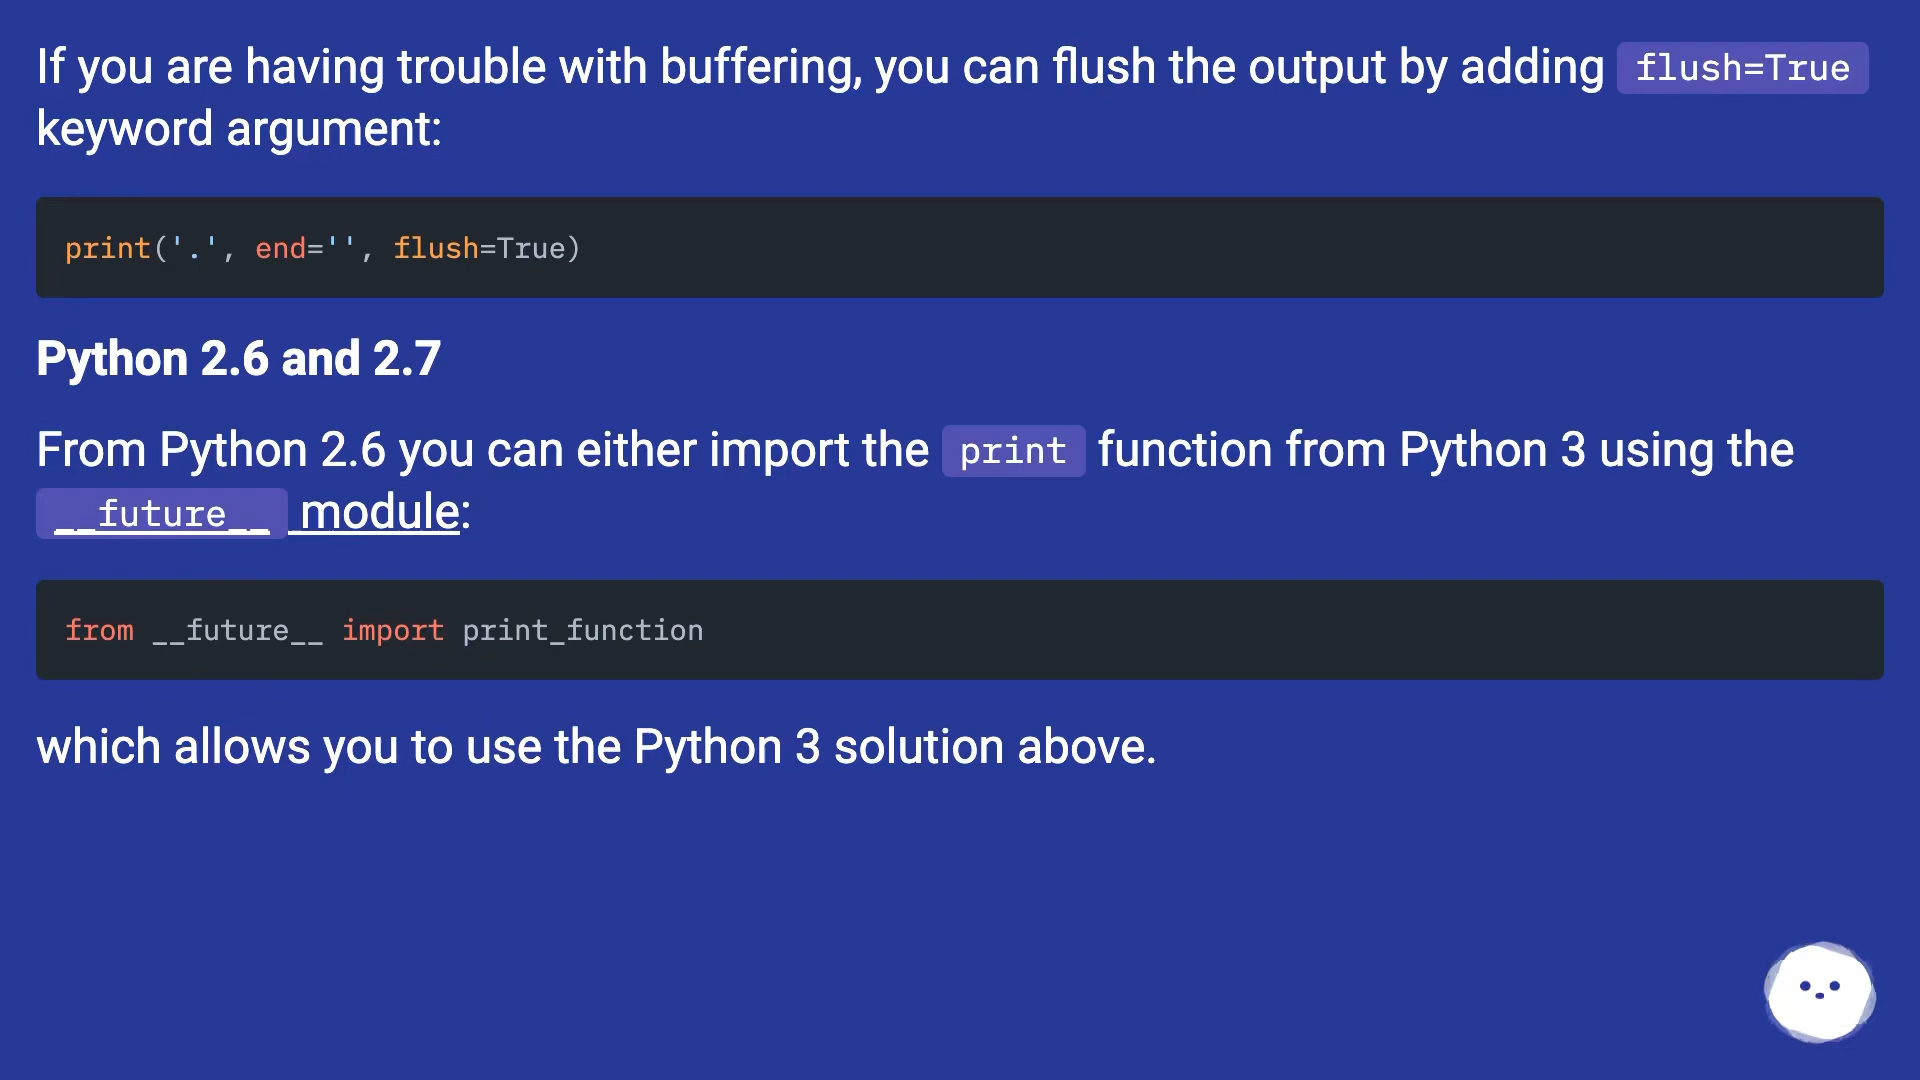 If you are having trouble with buffering, you can flush the output by adding flush=True
keyword argument:
print('.', end='', flush=True)
Python 2.6 and 2.7
From Python 2.6 you can either import the print function from Python 3 using the
__future__ module:
from __future__ import print_function
which allows you to use the Python 3 solution above.